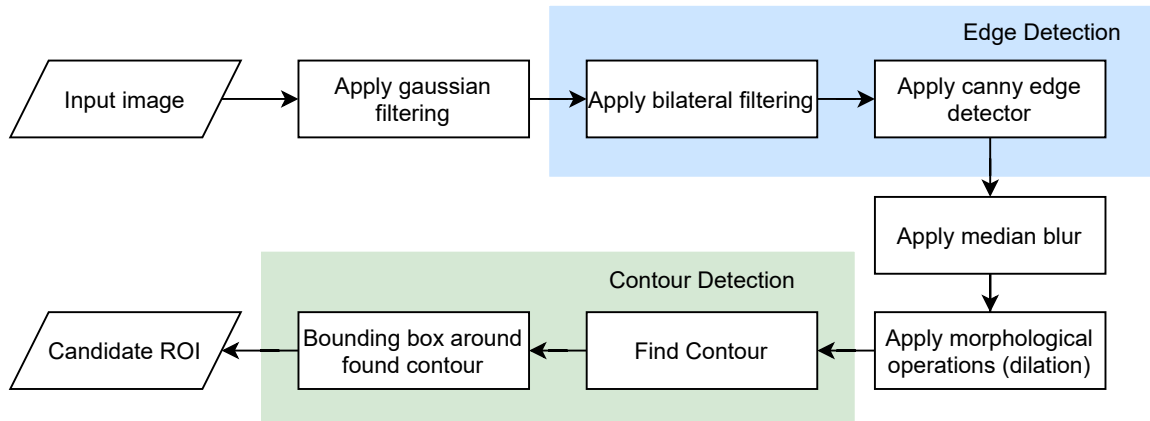 Edge Detection
Input image
Apply gaussian
filtering
Apply bilateral filtering
Apply canny edge
detector
Apply median blur
Contour Detection
Apply morphological
operations (dilation)
Find Contour
Bounding box around
found contour
Candidate ROI